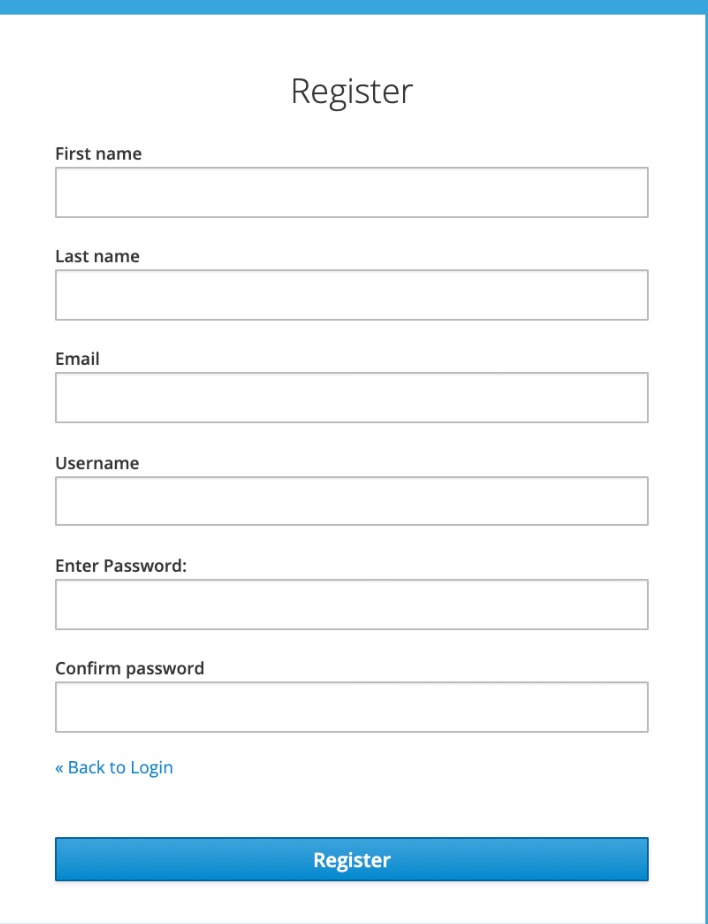 Register
First name
Last name
Email
Username
Enter Password:
Confirm password
« Back to Login
Register